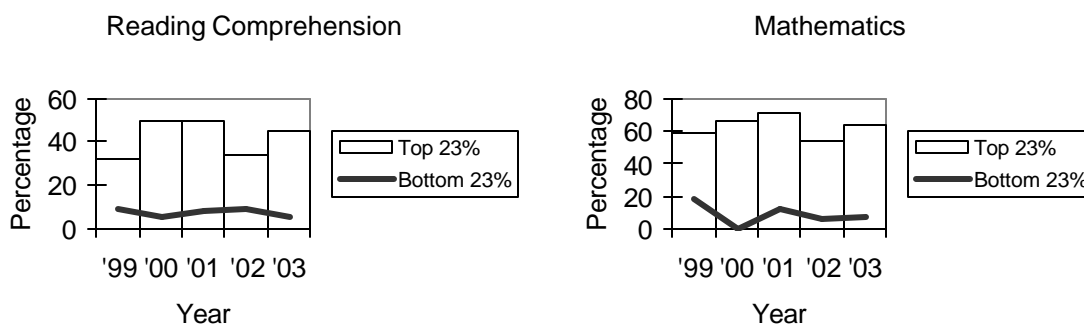 Reading Comprehension
Percentage
60
40
20
0
'99 '00 '01 '02 '03
Year
Top 23%
Bottom 23%
Mathematics
Percentage
80
60
40
20
0
'99 '00 '01 '02 '03
Year
Top 23%
Bottom 23%